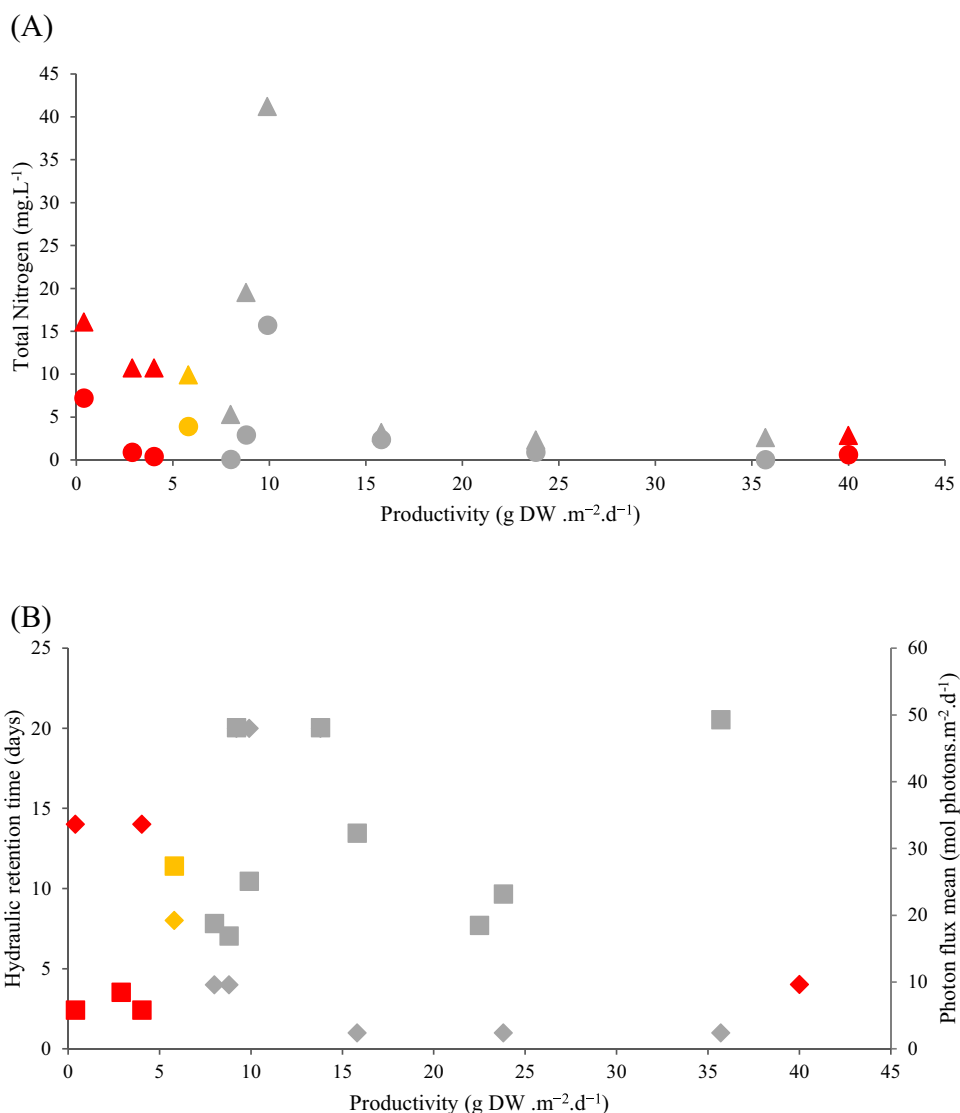 (A)
45
40
35
30
25
20
15
10
5
0
Total Nitrogen (mg.L⁻¹)
0 5 10 15 20 25 30 35 40 45
Productivity (g DW .m⁻².d⁻¹)
(B)
25
20
15
10
5
0
Hydraulic retention time (days)
60
50
40
30
20
10
0
Photon flux mean (mol photons.m⁻².d⁻¹)
0 5 10 15 20 25 30 35 40 45
Productivity (g DW .m⁻².d⁻¹)